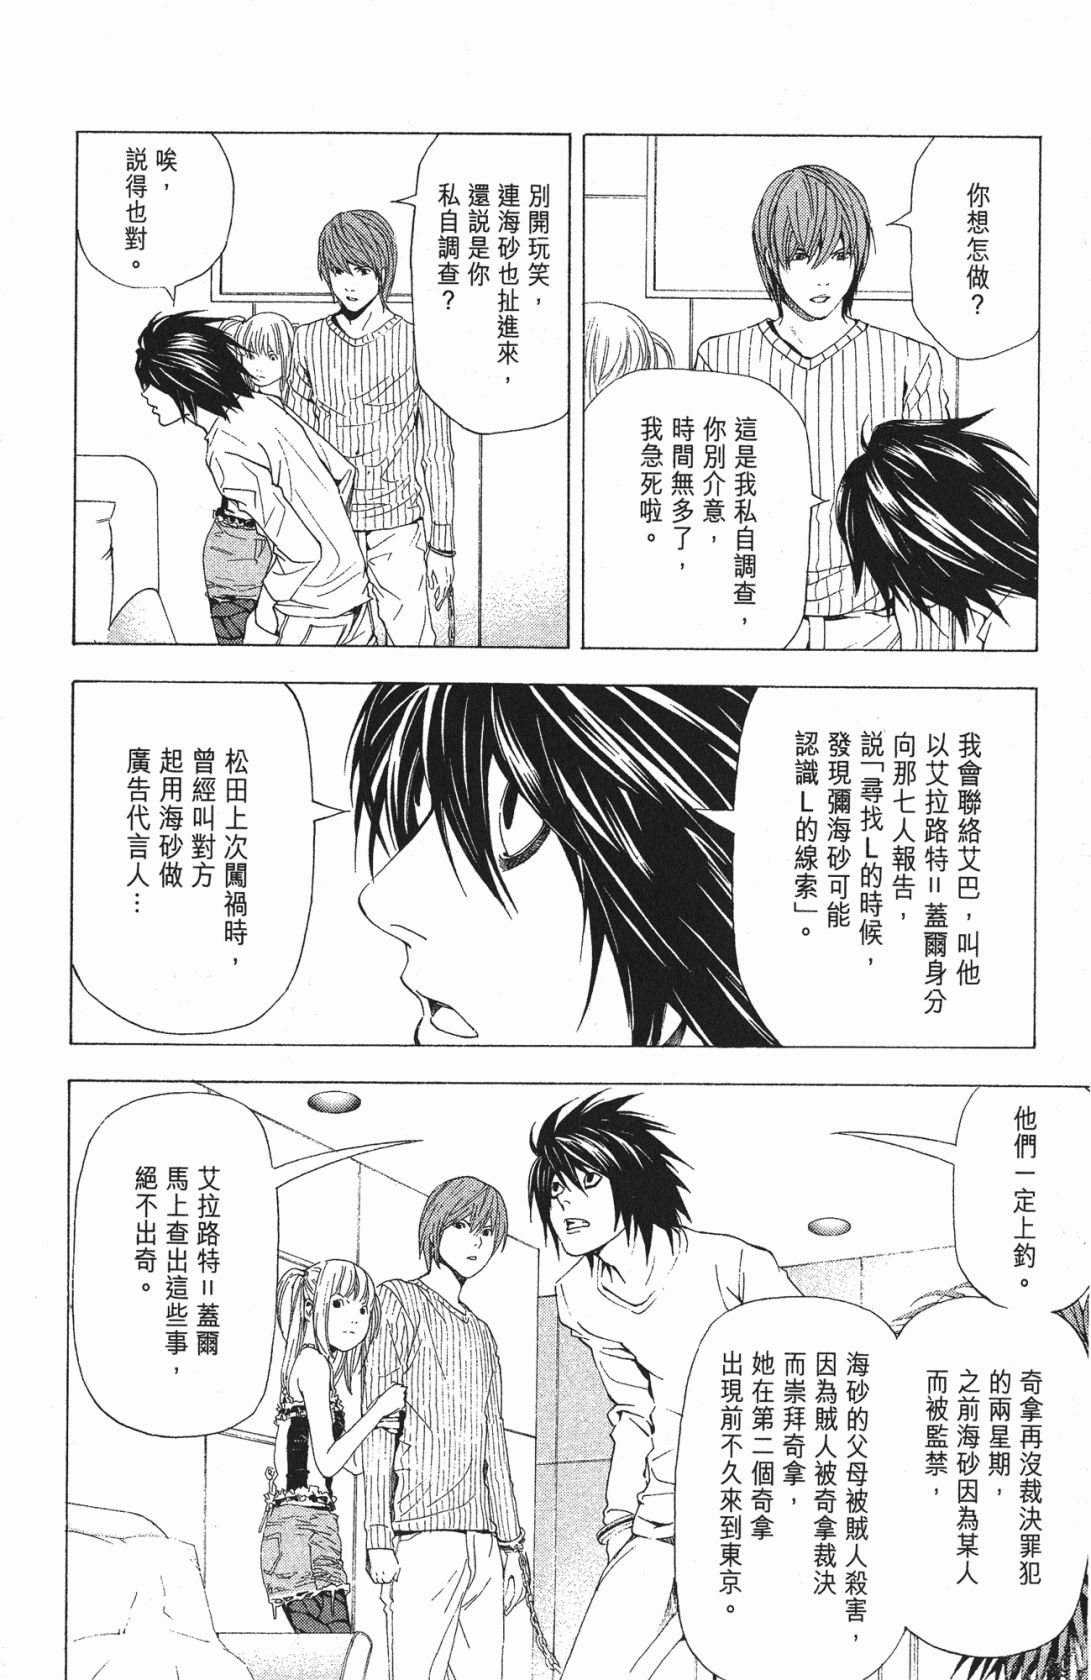 你想怎做？
這是我私自調查，
你別介意，
時間無多了，
我急死啦。
別開玩笑，
連海砂也扯進來，
還説是你
私自調查？
唉，
説得也對。
我會聯絡艾巴，叫他
以艾拉路特＝蓋爾身分
向那七人報告，
説「尋找L的時候，
發現彌海砂可能
認識L的線索」。
松田上次闖禍時，
曾經叫對方
起用海砂做
廣告代言人…
他們一定上釣。
奇拿再沒裁決罪犯
的兩星期，
之前海砂因為某人
而被監禁，
海砂的父母被賊人殺害，
因為賊人被奇拿裁決
而崇拜奇拿，
她在第二個奇拿
出現前不久來到東京。
艾拉路特＝蓋爾
馬上查出這些事，
絕不出奇。